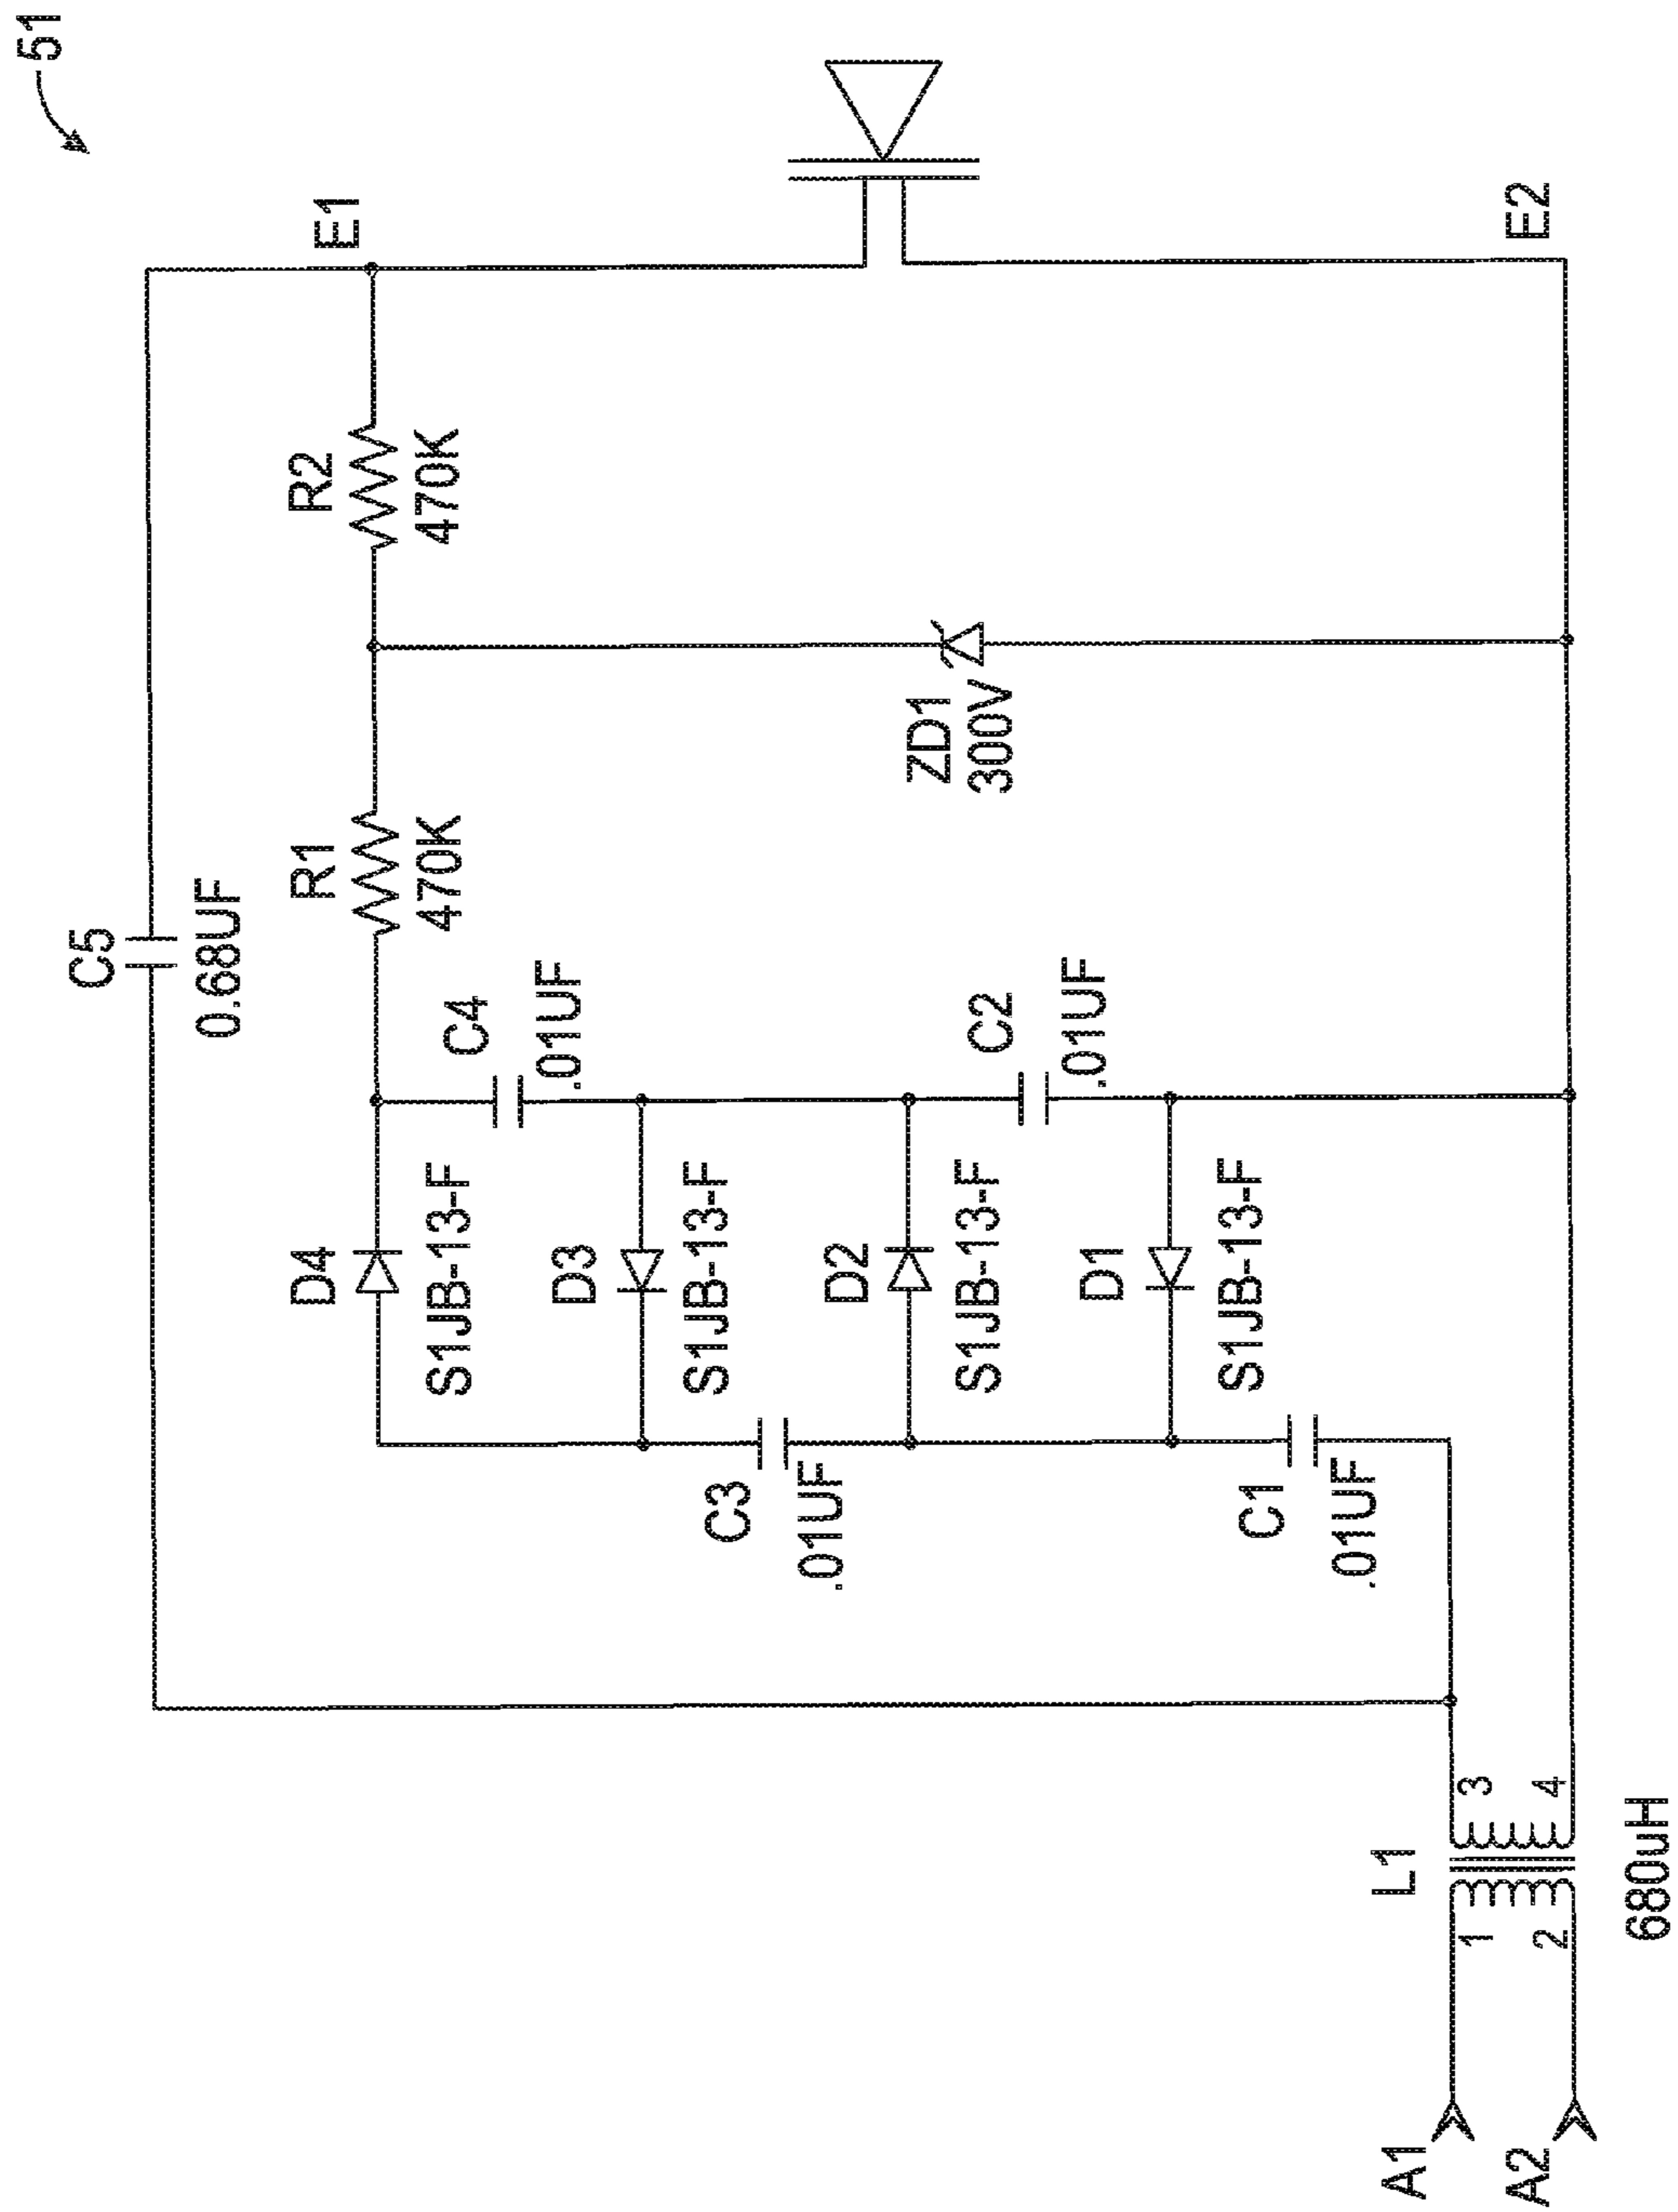 51
E1
E2
R2
470K
ZD1
300V
C5
0.68UF
R1
470K
C4
.01UF
C2
.01UF
D4
S1JB-13-F
D3
S1JB-13-F
D2
S1JB-13-F
D1
S1JB-13-F
C3
.01UF
C1
.01UF
L1
1
2
3
4
680uH
A1
A2